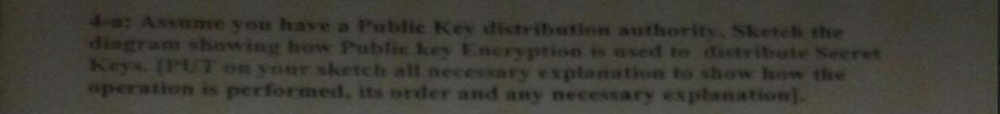 4-a: Assume you have a Public Key distribution authority. Sketch the
diagram showing how Public key Encryption is used to distribute Secret
Keys. [PUT on your sketch all necessary explanation to show how the
operation is performed, its order and any necessary explanation].